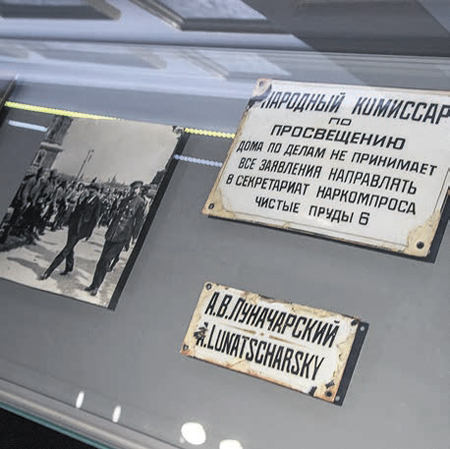 НАРОДНЫЙ КОМИССАР
ПО
ПРОСВЕЩЕНИЮ
ДОМА ПО ДЕЛАМ НЕ ПРИНИМАЕТ
ВСЕ ЗАЯВЛЕНИЯ НАПРАВЛЯТЬ
В СЕКРЕТАРИАТ НАРКОМПРОСА
ЧИСТЫЕ ПРУДЫ 6
А.В.ЛУНАЧАРСКИЙ
A.LUNATSCHARSKY